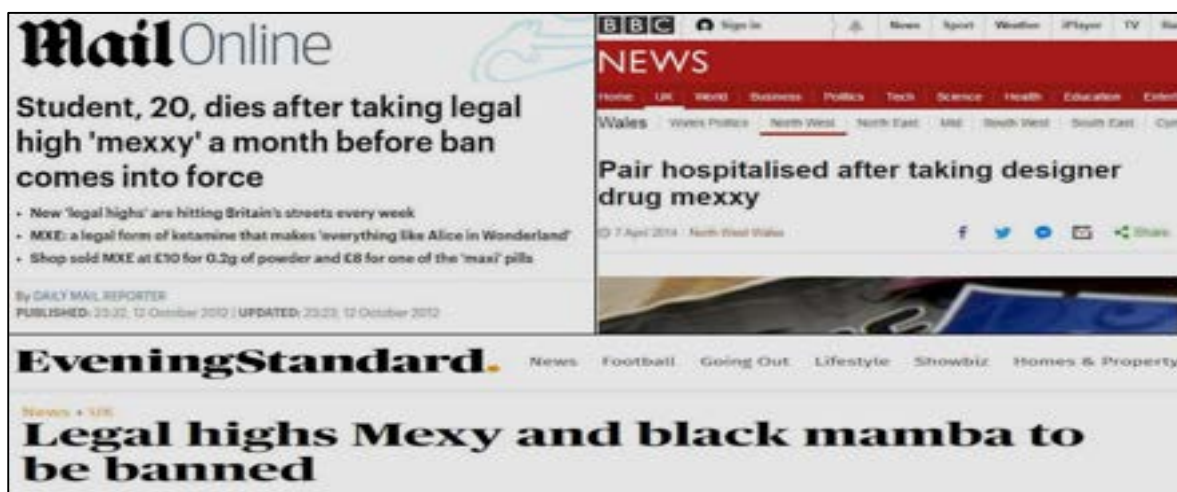 Mail Online
Student, 20, dies after taking legal
high 'mexxy' a month before ban
comes into force
• New 'legal highs' are hitting Britain's streets every week
• MXE: a legal form of ketamine that makes 'everything like Alice in Wonderland'
• Shop sold MXE at £10 for 0.2g of powder and £8 for one of the 'maxi' pills
By DAILY MAIL REPORTER
PUBLISHED: 23:22, 12 October 2012 | UPDATED: 23:23, 12 October 2012
BBC Sign in News Sport Weather iPlayer TV
NEWS
Home UK World Business Politics Tech Science Health Education
Wales Wales Politics North West North East Mid South West South East
Pair hospitalised after taking designer
drug mexxy
7 April 2014 North West Wales
Share
EveningStandard. News Football Going Out Lifestyle Showbiz Homes & Property
News • UK
Legal highs Mexy and black mamba to
be banned